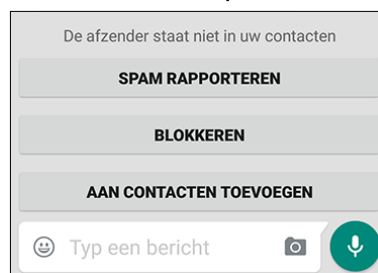 De afzender staat niet in uw contacten
SPAM RAPPORTEREN
BLOKKEREN
AAN CONTACTEN TOEVOEGEN
Typ een bericht